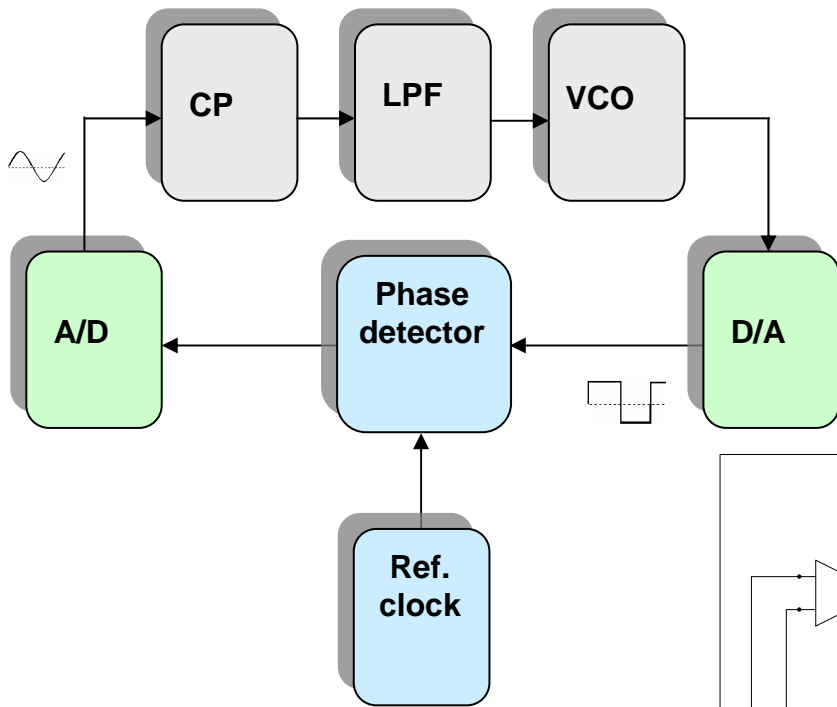 CP
LPF
VCO
A/D
Phase
detector
D/A
Ref.
clock